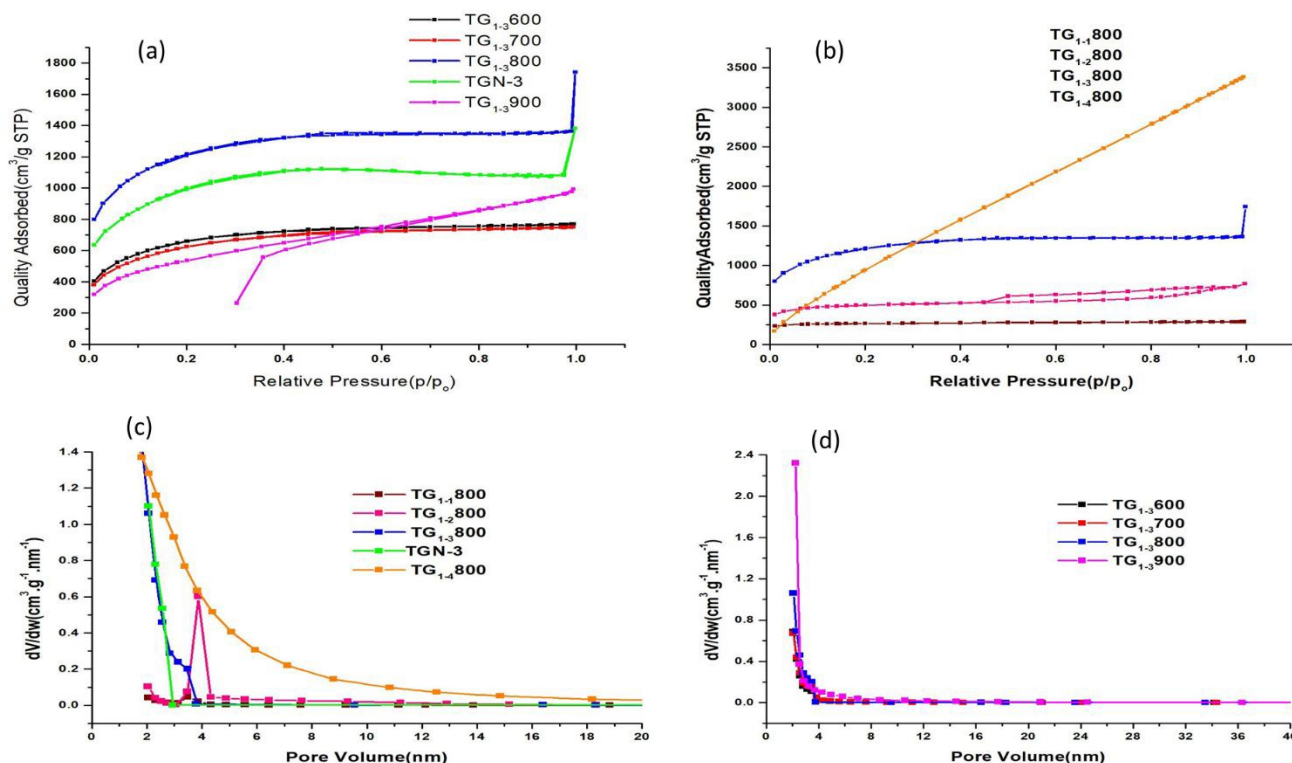 (a)
TG₁₋₃600
TG₁₋₃700
TG₁₋₃800
TGN-3
TG₁₋₃900
Quality Adsorbed(cm³/g STP)
1800
1600
1400
1200
1000
800
600
400
200
0
0.0 0.2 0.4 0.6 0.8 1.0
Relative Pressure(p/pₒ)
(b)
TG₁₋₁800
TG₁₋₂800
TG₁₋₃800
TG₁₋₄800
QualityAdsorbed(cm³/g STP)
3500
3000
2500
2000
1500
1000
500
0
0.0 0.2 0.4 0.6 0.8 1.0
Relative Pressure(p/pₒ)
(c)
TG₁₋₁800
TG₁₋₂800
TG₁₋₃800
TGN-3
TG₁₋₄800
dV/dw(cm³.g⁻¹.nm⁻¹)
1.4
1.2
1.0
0.8
0.6
0.4
0.2
0.0
0 2 4 6 8 10 12 14 16 18 20
Pore Volume(nm)
(d)
TG₁₋₃600
TG₁₋₃700
TG₁₋₃800
TG₁₋₃900
dV/dw(cm³.g⁻¹.nm⁻¹)
2.4
2.0
1.6
1.2
0.8
0.4
0.0
0 4 8 12 16 20 24 28 32 36 40
Pore Volume(nm)